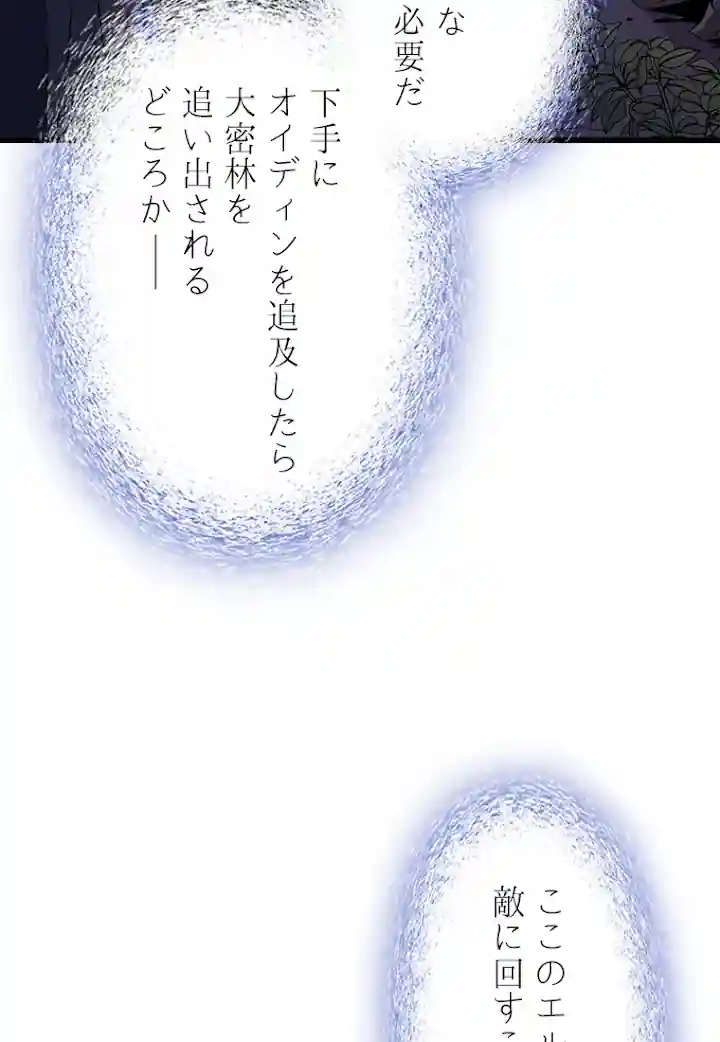 な
必要だ
下手に
オイディンを追及したら
大密林を
追い出される
どころか――
ここのエル
敵に回する